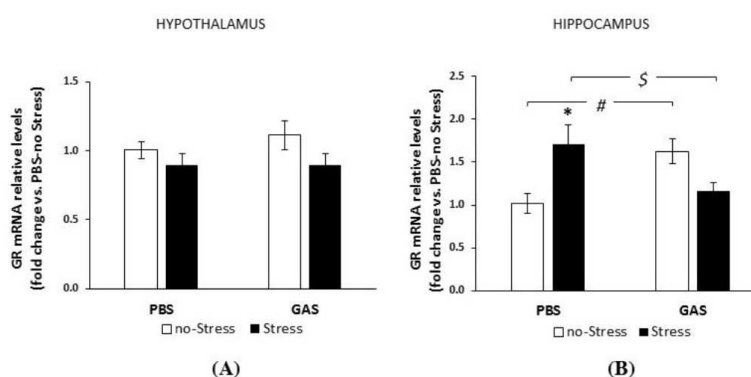 HYPOTHALAMUS
GR mRNA relative levels
(fold change vs. PBS-no Stress)
1.5
1.0
0.5
0.0
PBS GAS
no-Stress Stress
(A)
HIPPOCAMPUS
GR mRNA relative levels
(fold change vs. PBS-no Stress)
2.5
2.0
1.5
1.0
0.5
0.0
$
#
*
PBS GAS
no-Stress Stress
(B)